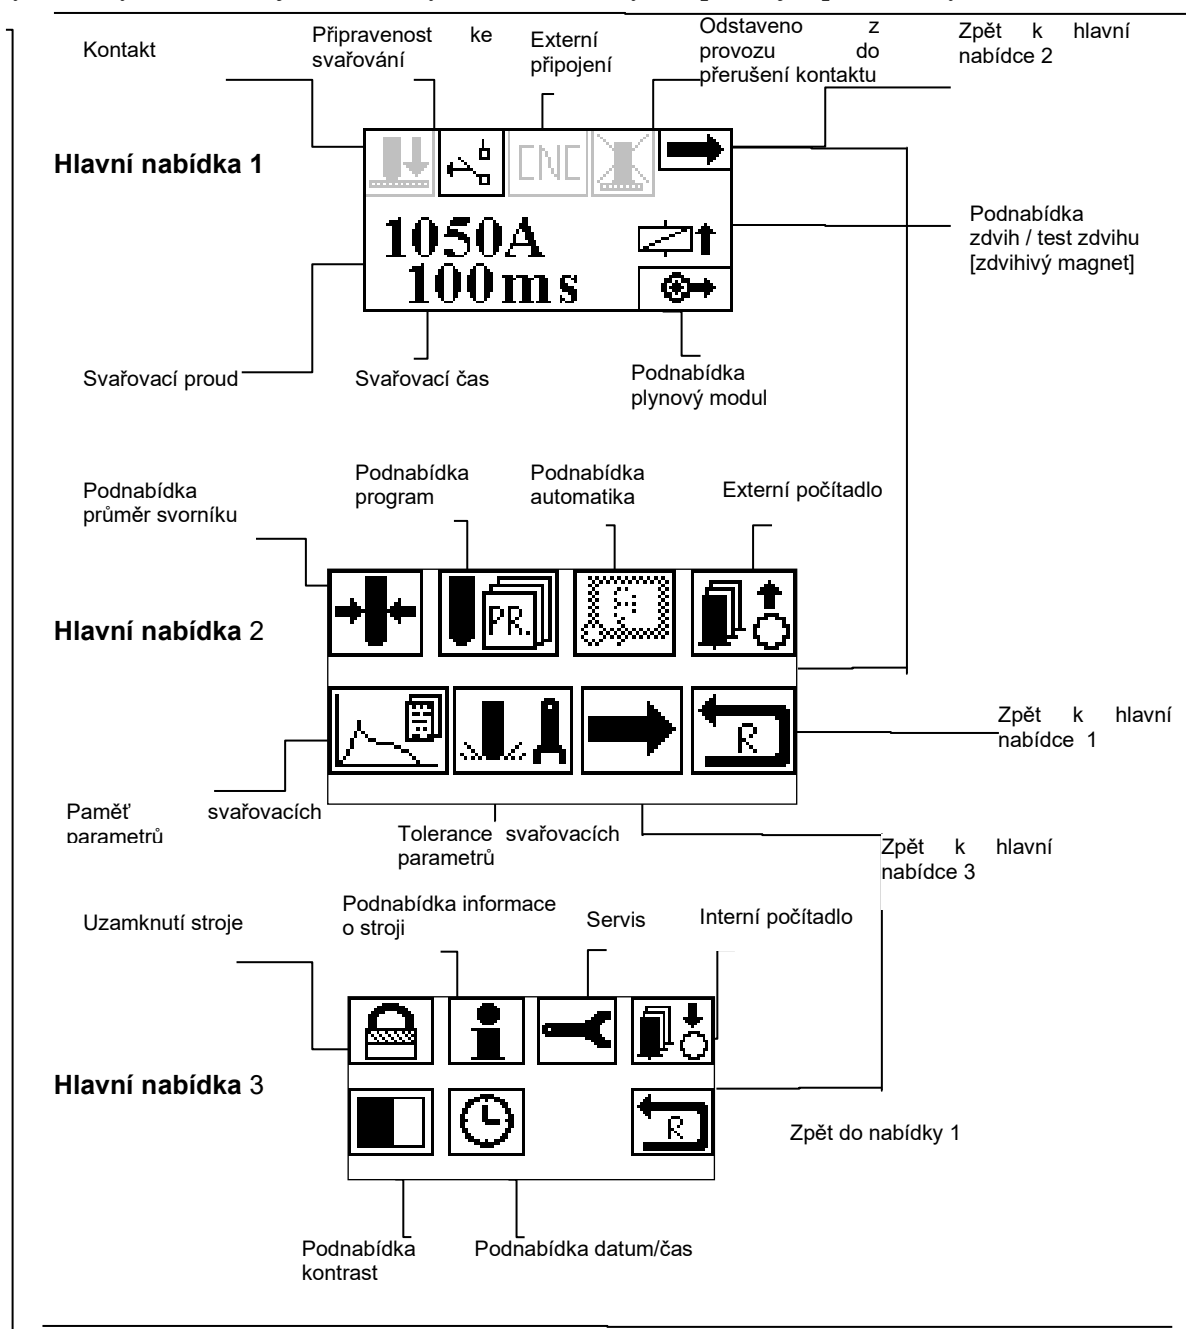 Kontakt
Připravenost ke
svařování
Externí
připojení
Odstaveno z
provozu do
přerušení kontaktu
Zpět k hlavní
nabídce 2
Hlavní nabídka 1
CNC
1050A
100ms
Podnabídka
zdvih / test zdvihu
[zdvihivý magnet]
Svařovací proud
Svařovací čas
Podnabídka
plynový modul
Podnabídka
průměr svorníku
Podnabídka
program
Podnabídka
automatika
Externí počítadlo
PR.
Hlavní nabídka 2
R
Zpět k hlavní
nabídce 1
Paměť svařovacích
parametrů
Tolerance svařovacích
parametrů
Zpět k hlavní
nabídce 3
Uzamknutí stroje
Podnabídka informace
o stroji
Servis
Interní počítadlo
Hlavní nabídka 3
R
Zpět do nabídky 1
Podnabídka
kontrast
Podnabídka datum/čas